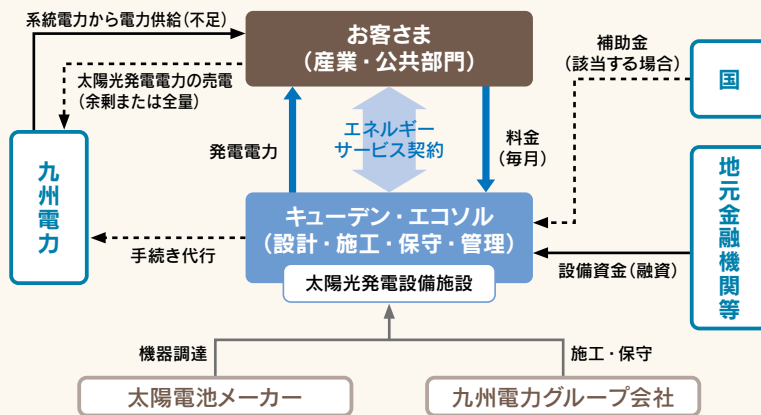 系統電力から電力供給(不足)
お客さま
(産業・公共部門)
補助金
(該当する場合)
国
太陽光発電電力の売電
(余剰または全量)
発電電力
エネルギー
サービス契約
料金
(毎月)
九州電力
地元金融機関等
キューデン・エコソル
(設計・施工・保守・管理)
手続き代行
設備資金(融資)
太陽光発電設備施設
機器調達
施工・保守
太陽電池メーカー
九州電力グループ会社